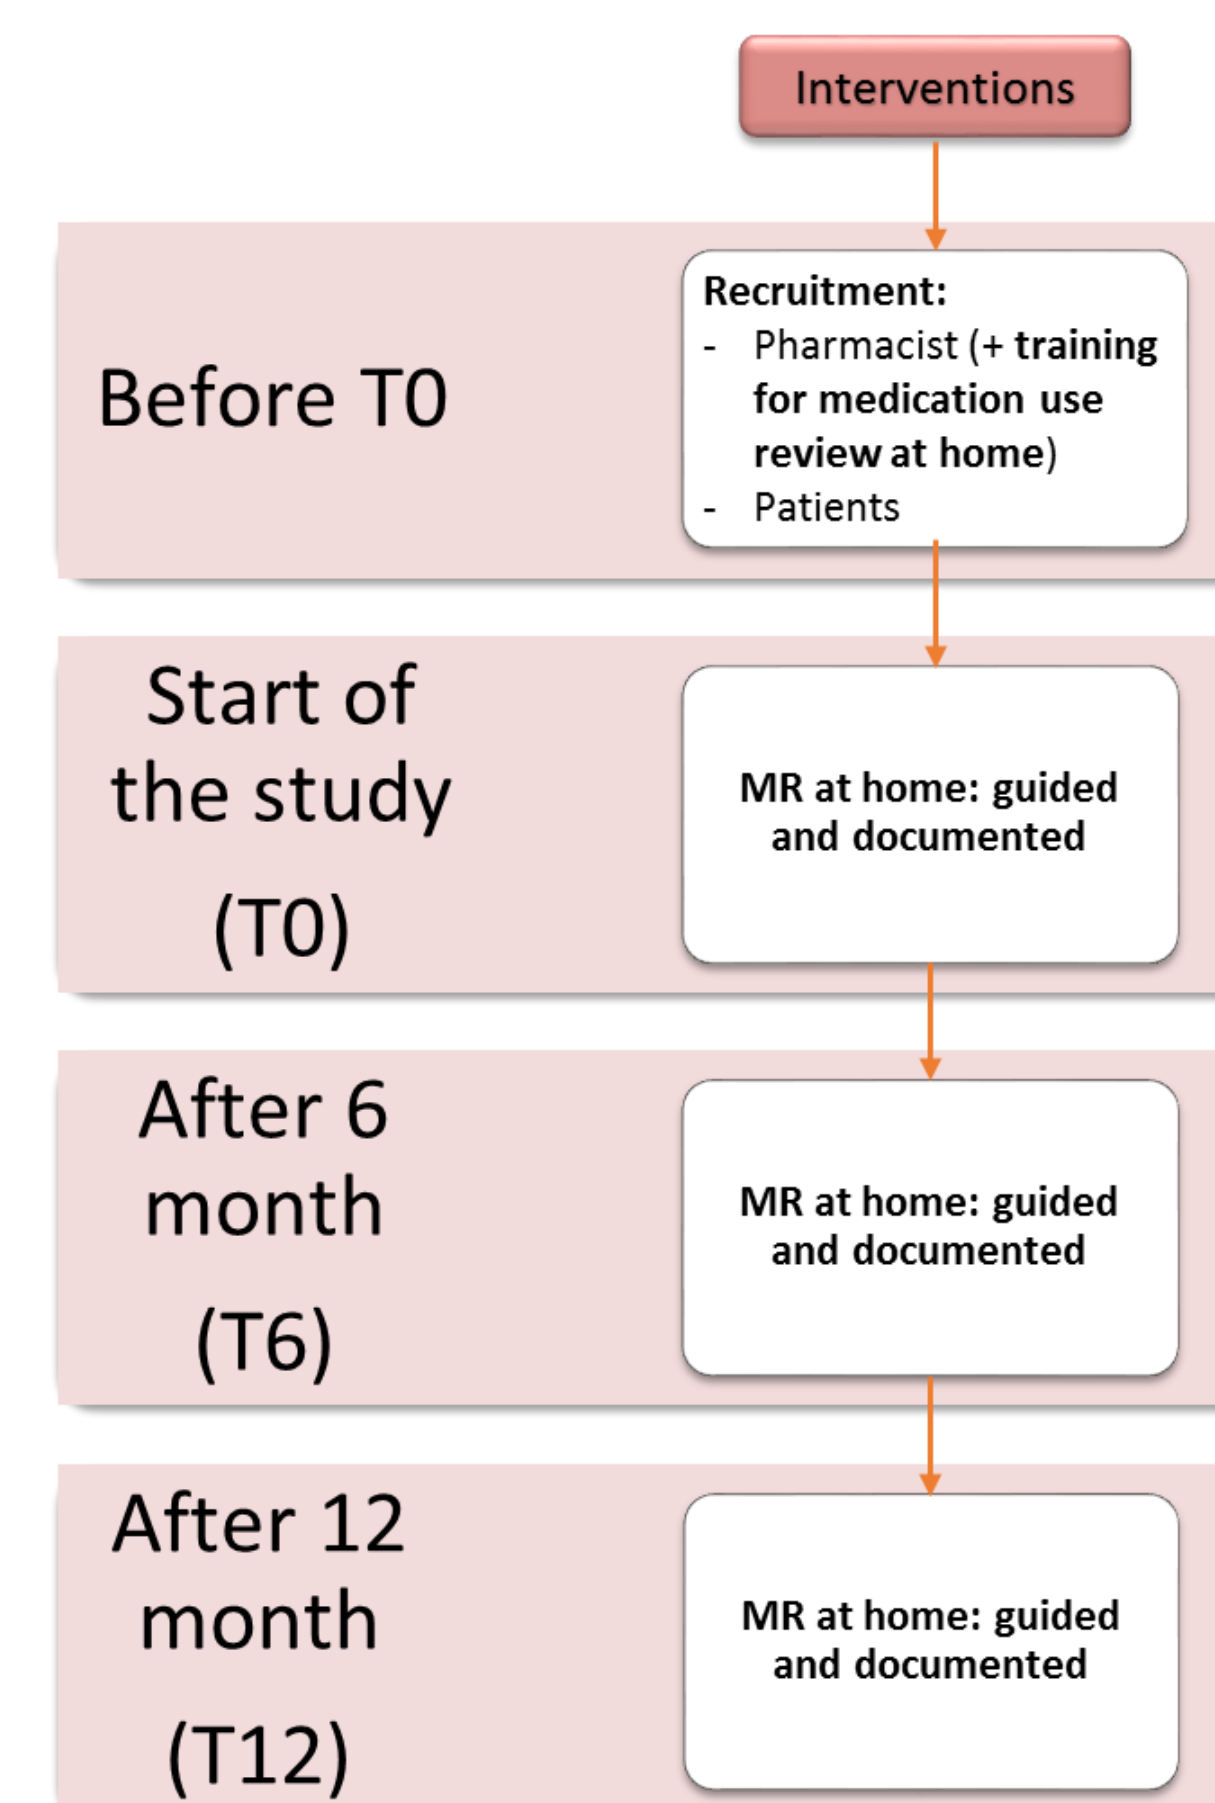 Interventions
Before T0
Recruitment:
- Pharmacist (+ training
for medication use
review at home)
- Patients
Start of
the study
(T0)
MR at home: guided
and documented
After 6
month
(T6)
MR at home: guided
and documented
After 12
month
(T12)
MR at home: guided
and documented